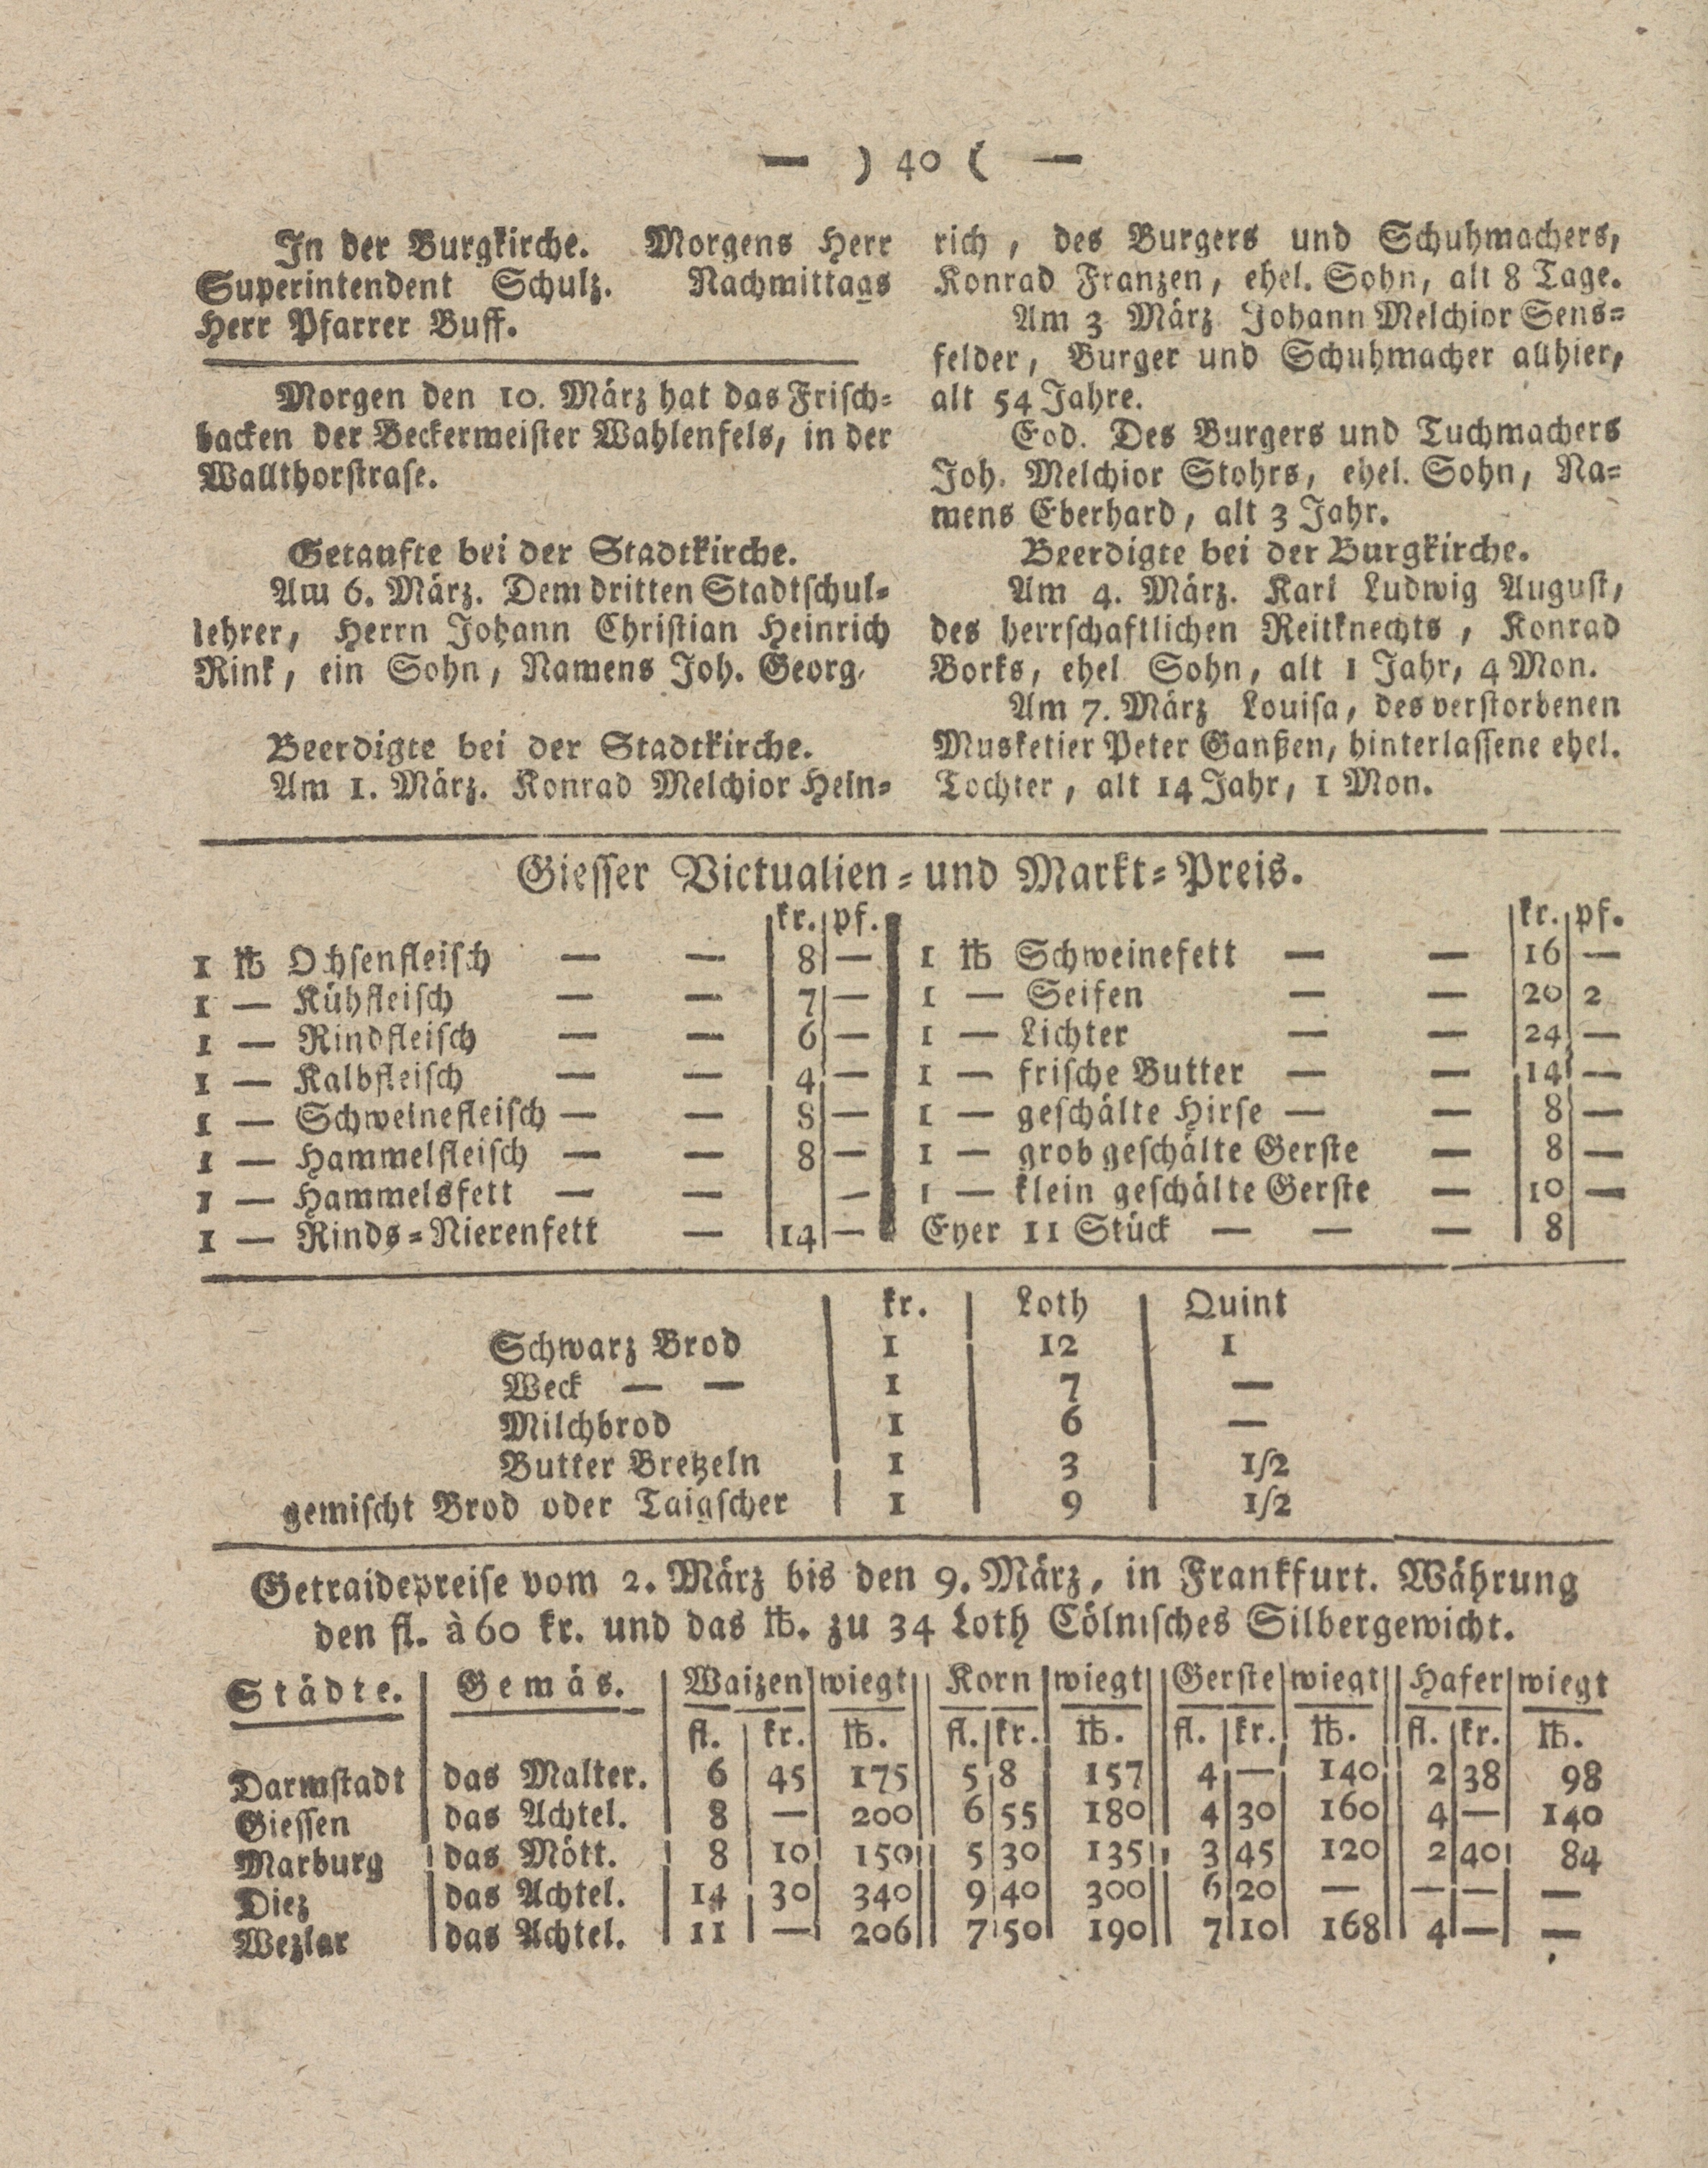 — ) 40 ( —
In der Burgkirche. Morgens Herr
Superintendent Schulz. Nachmittags
Herr Pfarrer Buff.
Morgen den 10. März hat das Frisch=
backen der Beckermeister Wahlenfels, in der
Wallthorstrase.
Getaufte bei der Stadtkirche.
Am 6. März. Dem dritten Stadtschul=
lehrer, Herrn Johann Christian Heinrich
Rink, ein Sohn, Namens Joh. Georg.
Beerdigte bei der Stadtkirche.
Am 1. März. Konrad Melchior Hein=
rich, des Burgers und Schuhmachers,
Konrad Franzen, ehel. Sohn, alt 8 Tage.
Am 3 März Johann Melchior Sens=
felder, Burger und Schuhmacher allhier,
alt 54 Jahre.
Eod. Des Burgers und Tuchmachers
Joh. Melchior Stohrs, ehel. Sohn, Na=
mens Eberhard, alt 3 Jahr.
Beerdigte bei der Burgkirche.
Am 4. März. Karl Ludwig August,
des herrschaftlichen Reitknechts, Konrad
Borks, ehel Sohn, alt 1 Jahr, 4 Mon.
Am 7. März Louisa, des verstorbenen
Musketier Peter Ganßen, hinterlassene ehel.
Tochter, alt 14 Jahr, 1 Mon.
Giesser Victualien= und Markt=Preis.
kr. pf.
1 ℔ Ochsenfleisch — — 8 —
1 — Kühfleisch — — 7 —
1 — Rindfleisch — — 6 —
1 — Kalbfleisch — — 4 —
1 — Schweinefleisch — — 8 —
1 — Hammelfleisch — — 8 —
1 — Hammelsfett — — —
1 — Rinds=Nierenfett — 14 —
kr. pf.
1 ℔ Schweinefett — — 16 —
1 — Seifen — — 20 2
1 — Lichter — — 24 —
1 — frische Butter — — 14 —
1 — geschälte Hirse — — 8 —
1 — grob geschälte Gerste — 8 —
1 — klein geschälte Gerste — 10 —
Eyer 11 Stück — — — 8
kr. Loth Quint
Schwarz Brod 1 12 1
Weck — — 1 7 —
Milchbrod 1 6 —
Butter Bretzeln 1 3 1/2
gemischt Brod oder Taigscher 1 9 1/2
Getraidepreise vom 2. März bis den 9. März, in Frankfurt. Währung
den fl. à 60 kr. und das ℔. zu 34 Loth Cölnisches Silbergewicht.
Städte. Gemäs. Waizen wiegt Korn wiegt Gerste wiegt Hafer wiegt
fl. kr. ℔. fl. kr. ℔. fl. kr. ℔. fl. kr. ℔.
Darmstadt das Malter. 6 45 175 5 8 157 4 — 140 2 38 98
Giessen das Achtel. 8 — 200 6 55 180 4 30 160 4 — 140
Marburg das Mött. 8 10 150 5 30 135 3 45 120 2 40 84
Diez das Achtel. 14 30 340 9 40 300 6 20 — — — —
Wezlar das Achtel. 11 — 206 7 50 190 7 10 168 4 — —